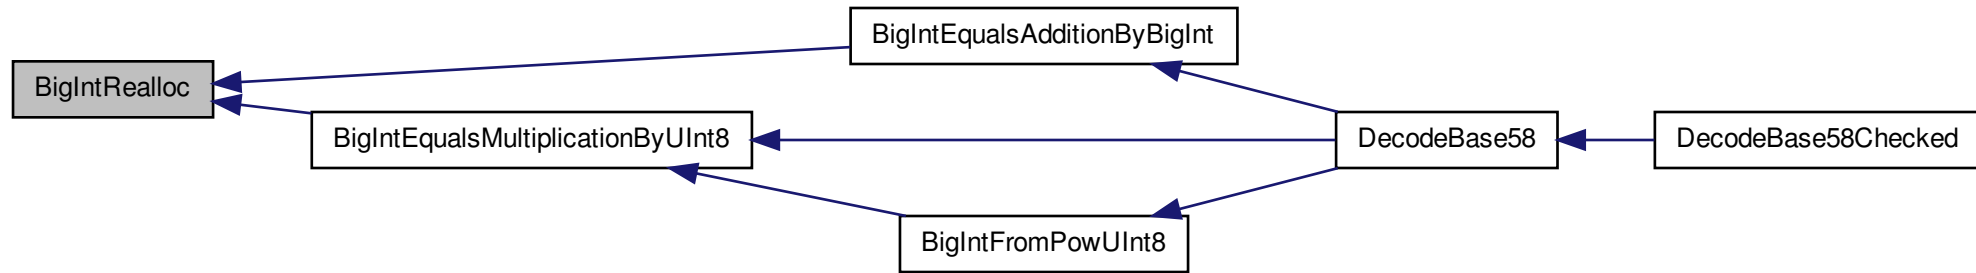 BigIntRealloc
BigIntEqualsAdditionByBigInt
BigIntEqualsMultiplicationByUInt8
BigIntFromPowUInt8
DecodeBase58
DecodeBase58Checked